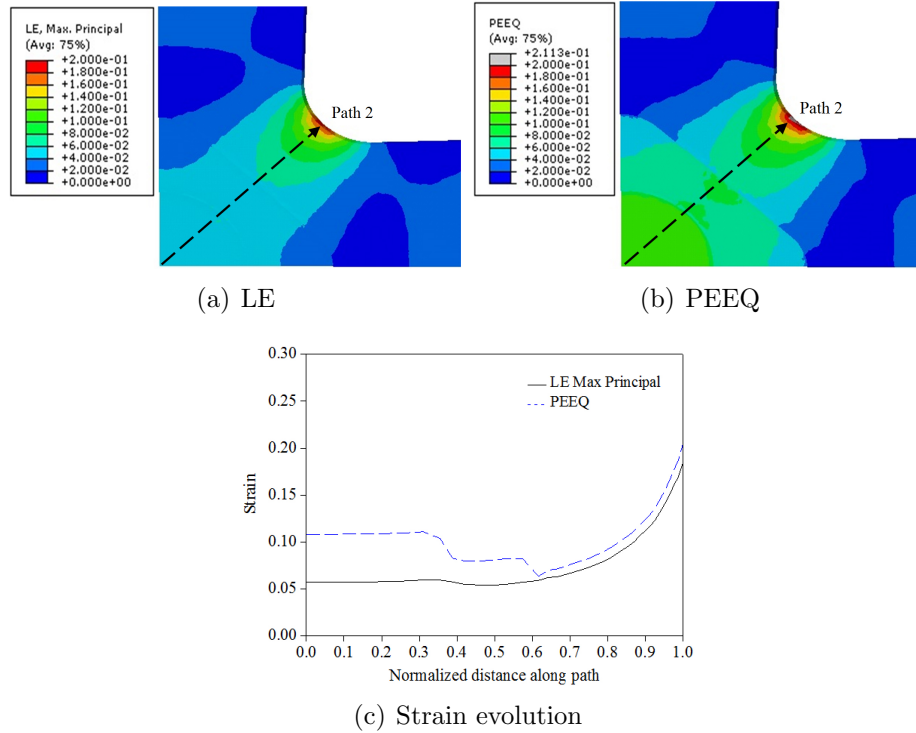 LE, Max. Principal
(Avg: 75%)
+2.000e-01
+1.800e-01
+1.600e-01
+1.400e-01
+1.200e-01
+1.000e-01
+8.000e-02
+6.000e-02
+4.000e-02
+2.000e-02
+0.000e+00
Path 2
PEEQ
(Avg: 75%)
+2.113e-01
+2.000e-01
+1.800e-01
+1.600e-01
+1.400e-01
+1.200e-01
+1.000e-01
+8.000e-02
+6.000e-02
+4.000e-02
+2.000e-02
+0.000e+00
Path 2
(a) LE
(b) PEEQ
0.30
0.25
0.20
0.15
0.10
0.05
0.00
Strain
LE Max Principal
PEEQ
0.0 0.1 0.2 0.3 0.4 0.5 0.6 0.7 0.8 0.9 1.0
Normalized distance along path
(c) Strain evolution